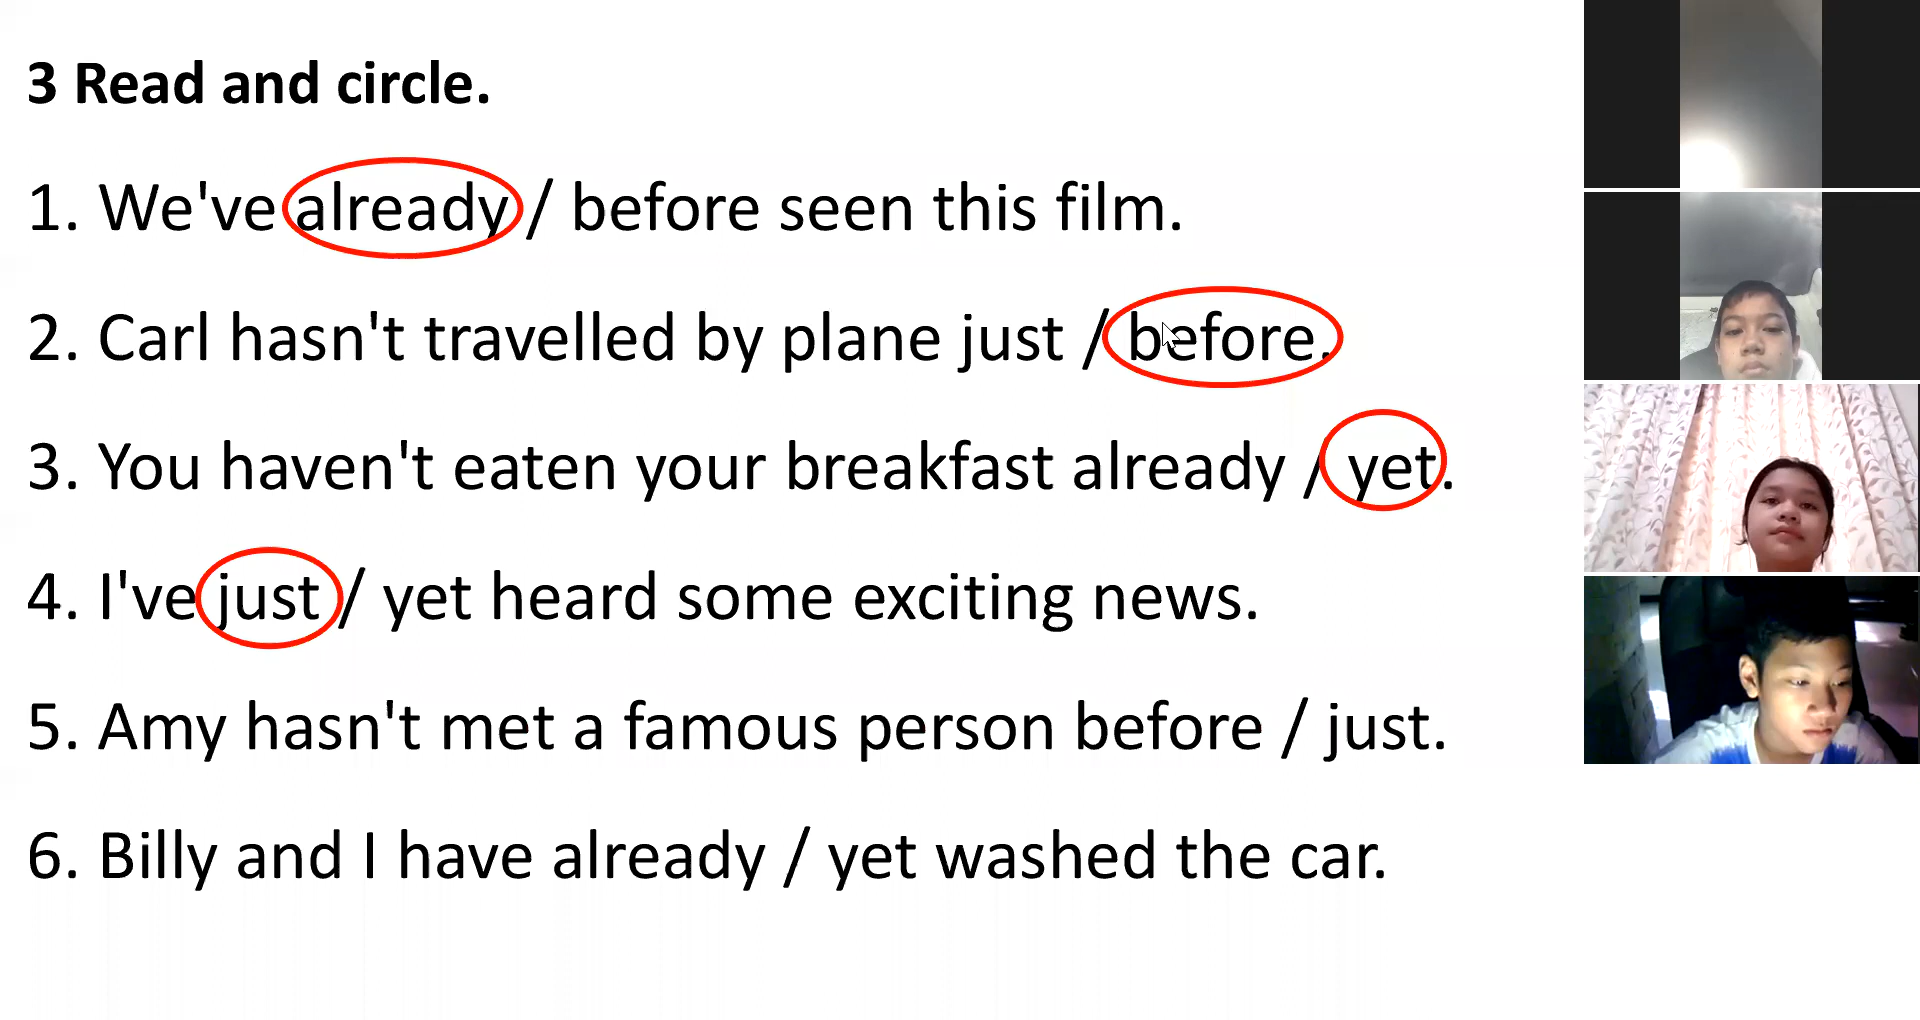 3 Read and circle.
1. We've already / before seen this film.
2. Carl hasn't travelled by plane just / before.
3. You haven't eaten your breakfast already / yet.
4. I've just / yet heard some exciting news.
5. Amy hasn't met a famous person before / just.
6. Billy and I have already / yet washed the car.